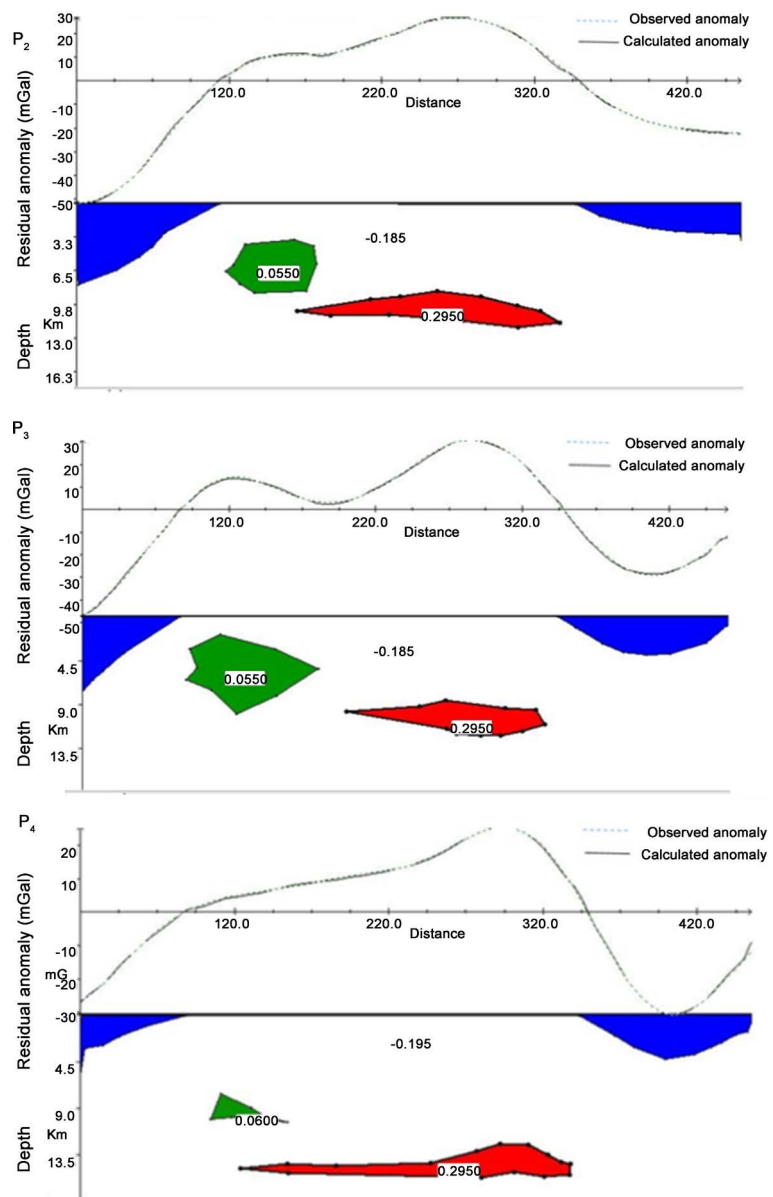 P2
Residual anomaly (mGal)
30
20
10
-10
-20
-30
-40
-50
Observed anomaly
Calculated anomaly
120.0
220.0
320.0
420.0
Distance
Depth
3.3
6.5
9.8
Km
13.0
16.3
-0.185
0.0550
0.2950
P3
Residual anomaly (mGal)
30
20
10
-10
-20
-30
-40
-50
Observed anomaly
Calculated anomaly
120.0
220.0
320.0
420.0
Distance
Depth
4.5
9.0
Km
13.5
-0.185
0.0550
0.2950
P4
Residual anomaly (mGal)
20
10
-10
mG
-20
-30
Observed anomaly
Calculated anomaly
120.0
220.0
320.0
420.0
Distance
Depth
4.5
9.0
Km
13.5
-0.195
0.0600
0.2950